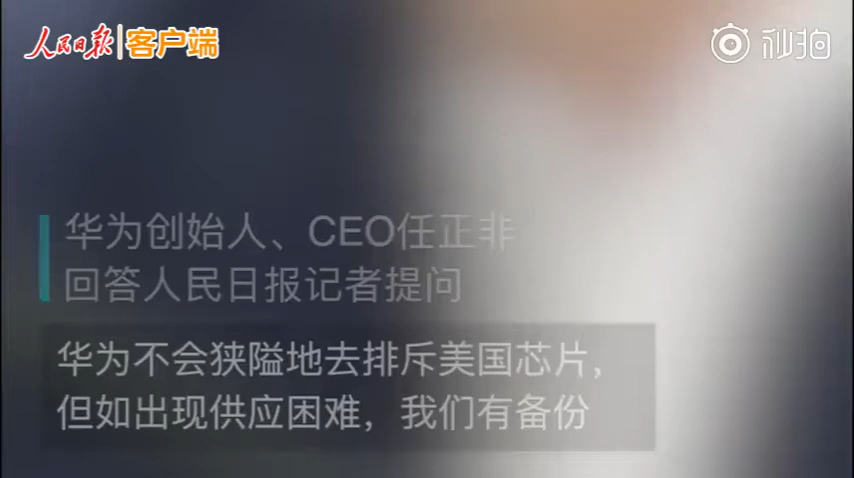 人民日报|客户端
秒拍
华为创始人、CEO任正非
回答人民日报记者提问
华为不会狭隘地去排斥美国芯片，
但如出现供应困难，我们有备份